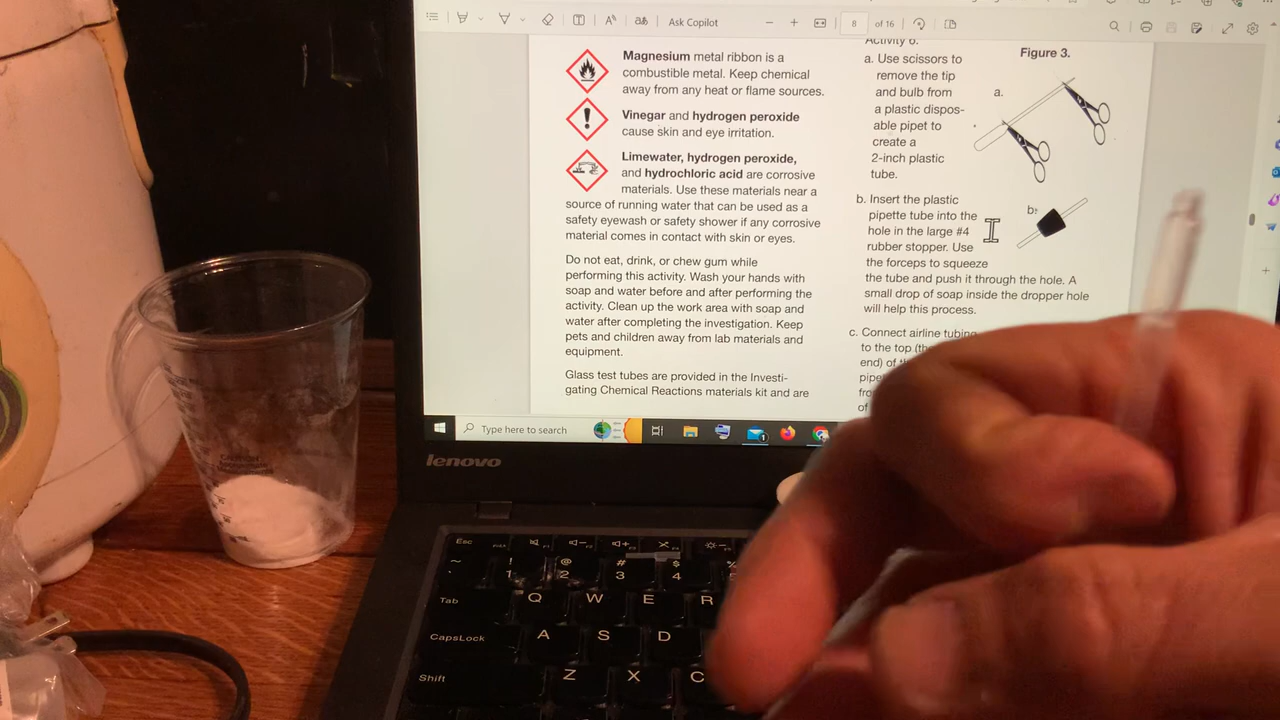 Ask Copilot
8
of 16
Magnesium metal ribbon is a
combustible metal. Keep chemical
away from any heat or flame sources.
Vinegar and hydrogen peroxide
cause skin and eye irritation.
Limewater, hydrogen peroxide,
and hydrochloric acid are corrosive
materials. Use these materials near a
source of running water that can be used as a
safety eyewash or safety shower if any corrosive
material comes in contact with skin or eyes.
Do not eat, drink, or chew gum while
performing this activity. Wash your hands with
soap and water before and after performing the
activity. Clean up the work area with soap and
water after completing the investigation. Keep
pets and children away from lab materials and
equipment.
Glass test tubes are provided in the Investi-
gating Chemical Reactions materials kit and are
Activity 6.
a. Use scissors to
remove the tip
and bulb from
a plastic dispos-
able pipet to
create a
2-inch plastic
tube.
Figure 3.
a.
b. Insert the plastic
pipette tube into the
hole in the large #4
rubber stopper. Use
the forceps to squeeze
the tube and push it through the hole. A
small drop of soap inside the dropper hole
will help this process.
b.
c. Connect airline tubing
to the top (the
end) of
of
Type here to search
lenovo
Esc
~ ! @ # $ %
1 2 3 4
Tab Q W E R
CapsLock A S D
Shift Z X C